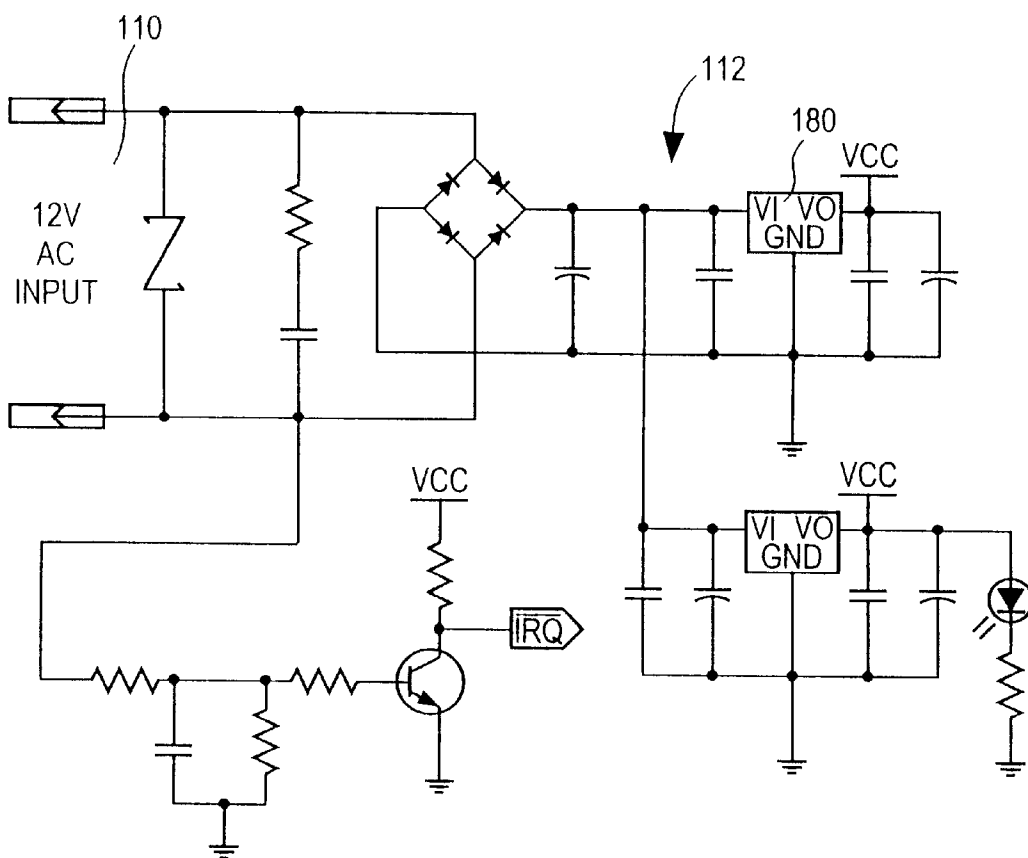 110
112
180
VCC
12V
AC
INPUT
VI VO
GND
VCC
VCC
VI VO
GND
IRQ